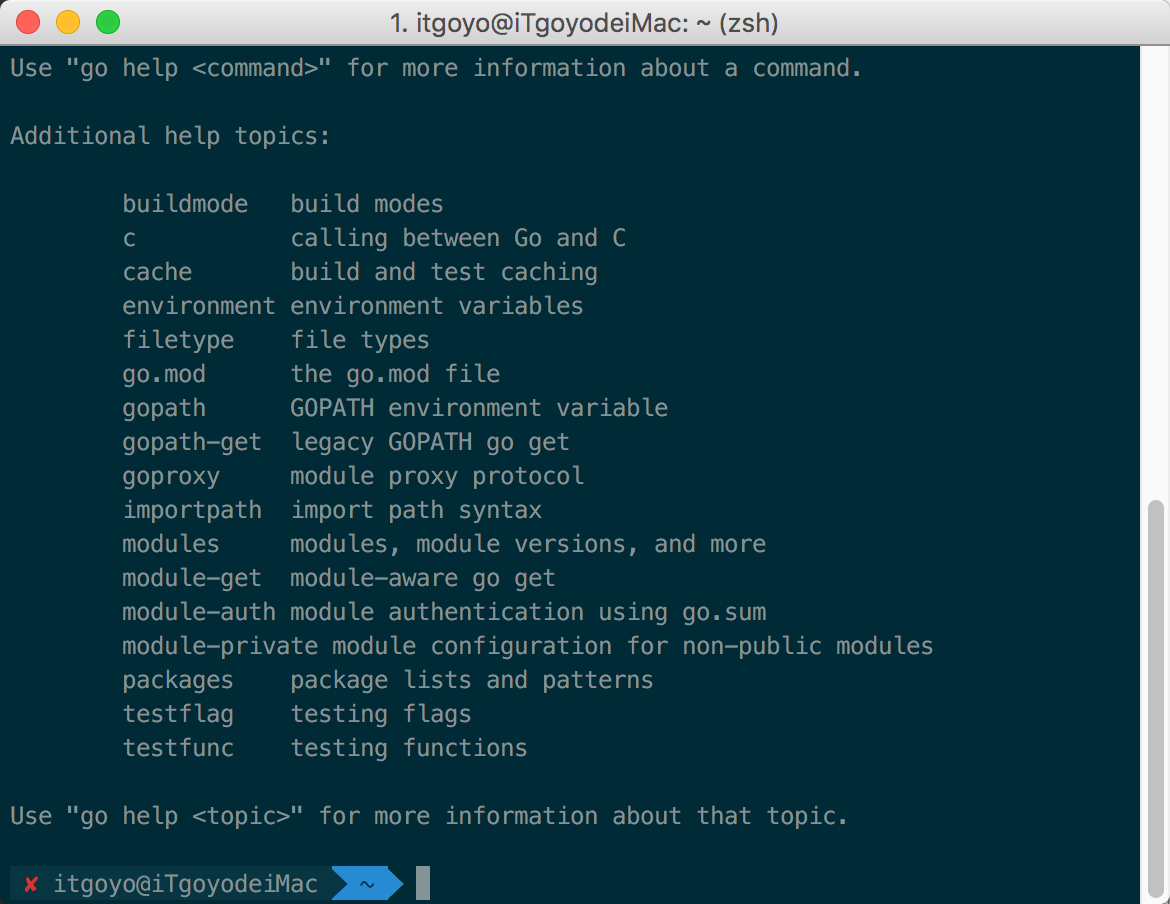 1. itgoyo@iTgoyodeiMac: ~ (zsh)
Use "go help <command>" for more information about a command.
Additional help topics:
buildmode   build modes
c           calling between Go and C
cache       build and test caching
environment environment variables
filetype    file types
go.mod      the go.mod file
gopath      GOPATH environment variable
gopath-get  legacy GOPATH go get
goproxy     module proxy protocol
importpath  import path syntax
modules     modules, module versions, and more
module-get  module-aware go get
module-auth module authentication using go.sum
module-private module configuration for non-public modules
packages    package lists and patterns
testflag    testing flags
testfunc    testing functions
Use "go help <topic>" for more information about that topic.
✘ itgoyo@iTgoyodeiMac ~